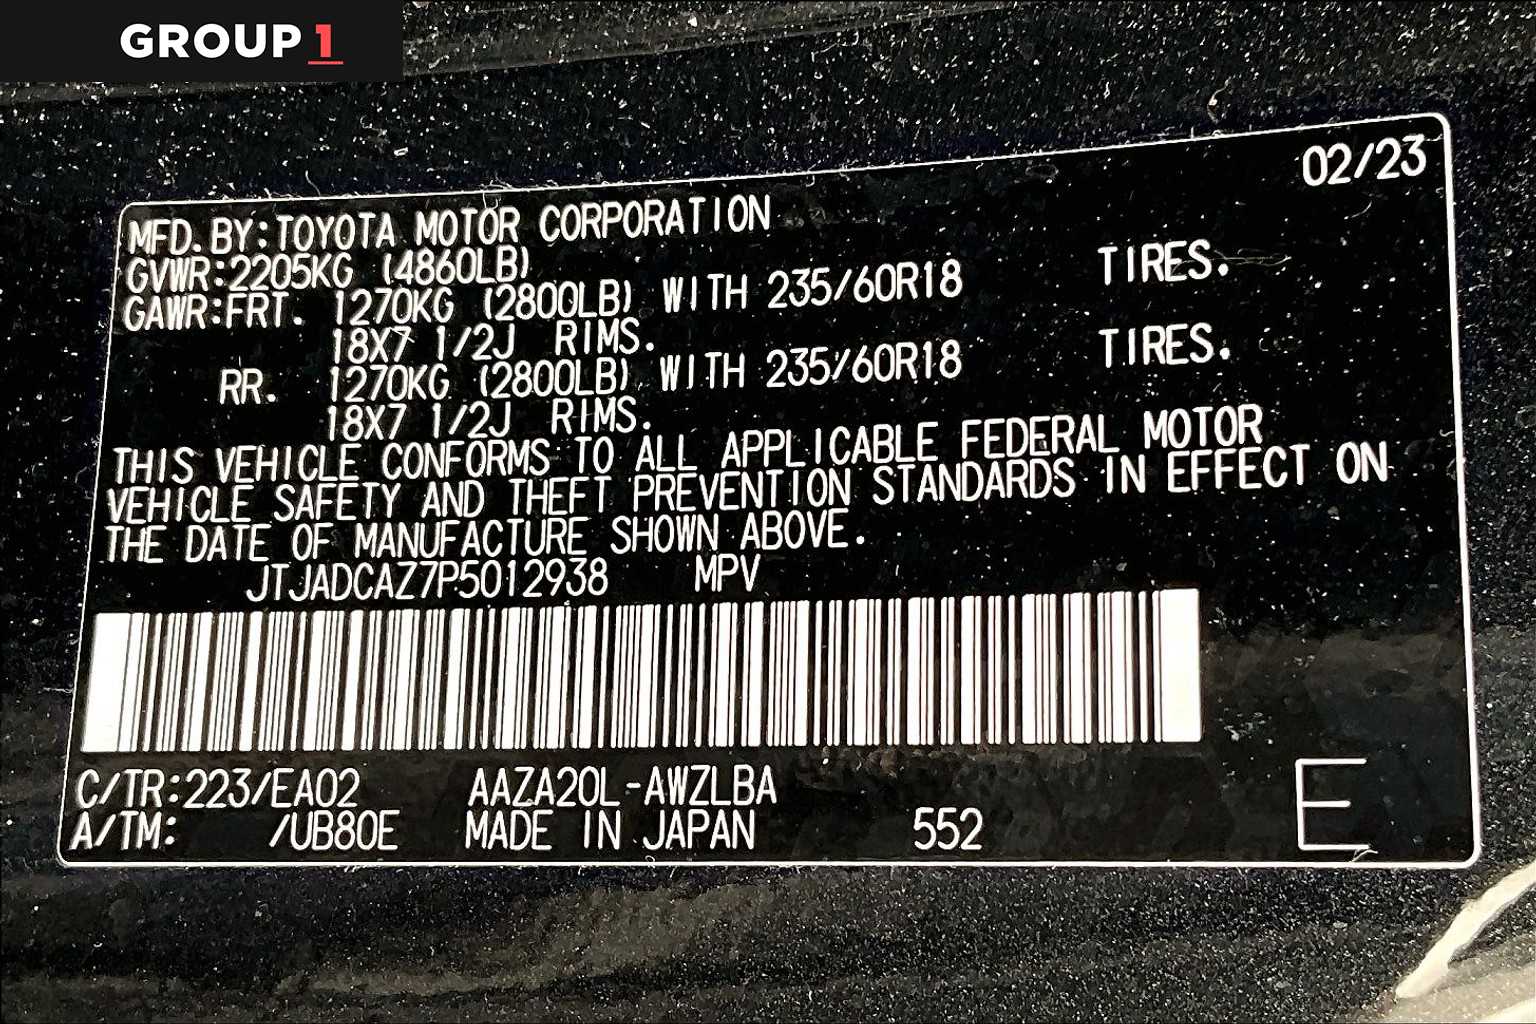 GROUP 1
02/23
MFD. BY:TOYOTA MOTOR CORPORATION
GVWR:2205KG (4860LB)
GAWR:FRT. 1270KG (2800LB) WITH 235/60R18 TIRES.
18X7 1/2J RIMS.
RR. 1270KG (2800LB) WITH 235/60R18 TIRES.
18X7 1/2J RIMS.
THIS VEHICLE CONFORMS TO ALL APPLICABLE FEDERAL MOTOR
VEHICLE SAFETY AND THEFT PREVENTION STANDARDS IN EFFECT ON
THE DATE OF MANUFACTURE SHOWN ABOVE.
JTJADCAZ7P5012938 MPV
C/TR:223/EA02 AAZA20L-AWZLBA
A/TM: /UB80E MADE IN JAPAN 552 E